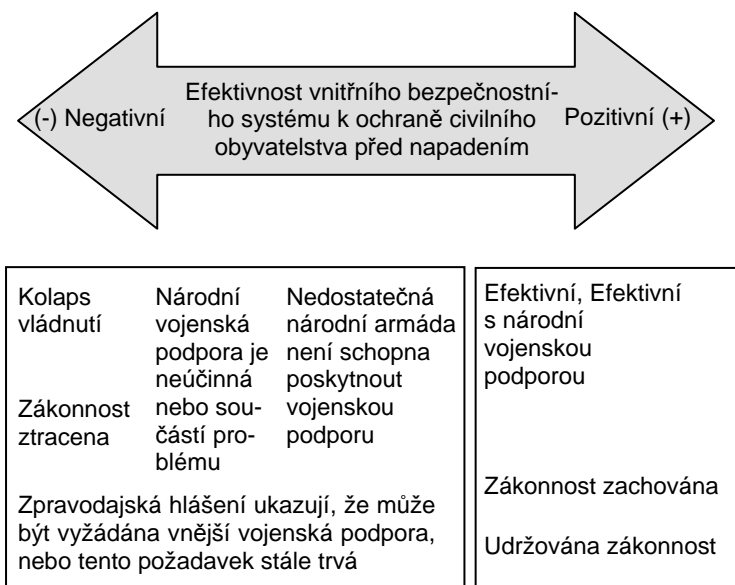 (-) Negativní
Efektivnost vnitřního bezpečnostní-
ho systému k ochraně civilního
obyvatelstva před napadením
Pozitivní (+)
Kolaps
vládnutí
Zákonnost
ztracena
Národní
vojenská
podpora je
neúčinná
nebo sou-
částí pro-
blému
Nedostatečná
národní armáda
není schopna
poskytnout
vojenskou
podporu
Zpravodajská hlášení ukazují, že může
být vyžádána vnější vojenská podpora,
nebo tento požadavek stále trvá
Efektivní, Efektivní
s národní
vojenskou
podporou
Zákonnost zachována
Udržována zákonnost